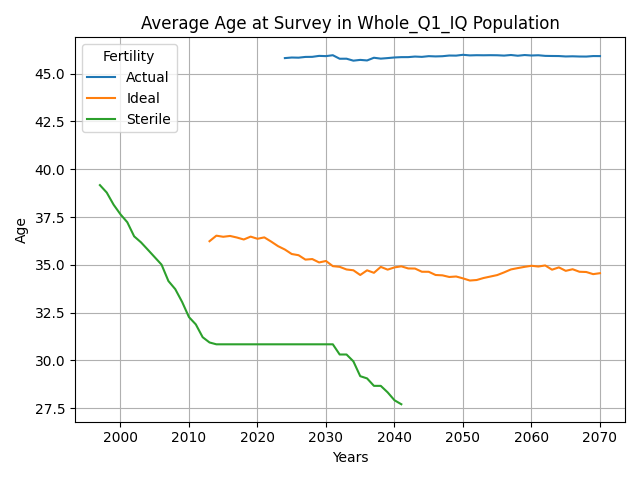 Average Age at Survey in Whole_Q1_IQ Population
Fertility
Actual
Ideal
Sterile
45.0
42.5
40.0
37.5
35.0
32.5
30.0
27.5
Age
2000
2010
2020
2030
2040
2050
2060
2070
Years